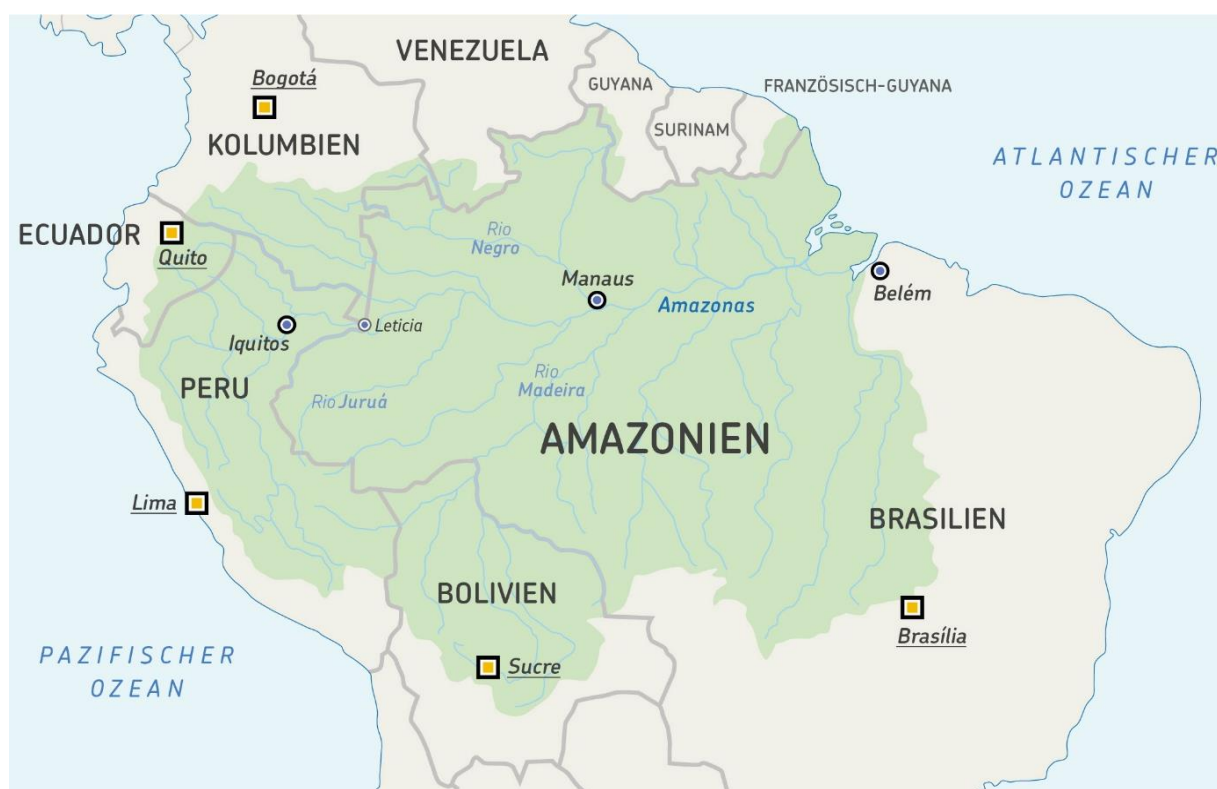 VENEZUELA
Bogotá
GUYANA
FRANZÖSISCH-GUYANA
KOLUMBIEN
SURINAM
ATLANTISCHER
OZEAN
ECUADOR
Quito
Rio
Negro
Manaus
Amazonas
Belém
Iquitos
Leticia
PERU
Rio Juruá
Rio
Madeira
AMAZONIEN
Lima
BRASILIEN
BOLIVIEN
Brasília
Sucre
PAZIFISCHER
OZEAN